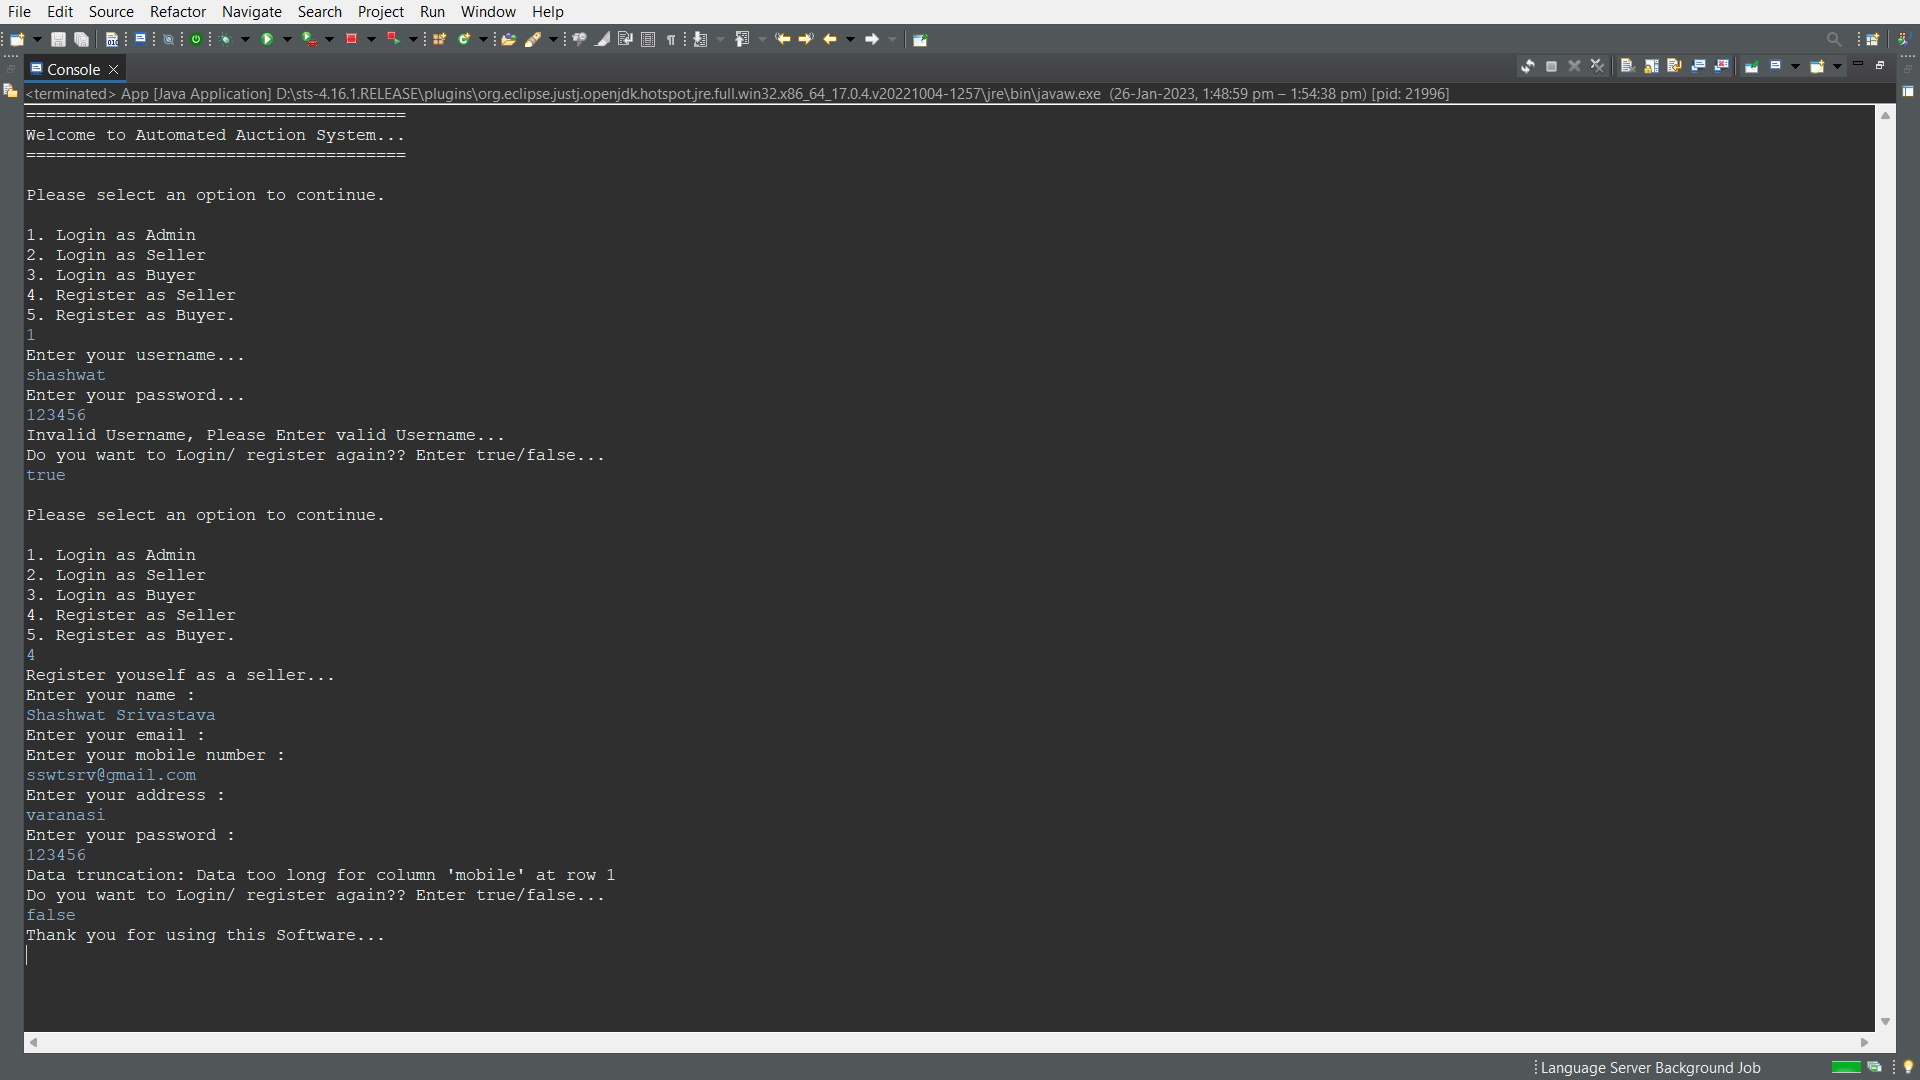 File Edit Source Refactor Navigate Search Project Run Window Help
Console
<terminated> App [Java Application] D:\sts-4.16.1.RELEASE\plugins\org.eclipse.justj.openjdk.hotspot.jre.full.win32.x86_64_17.0.4.v20221004-1257\jre\bin\javaw.exe (26-Jan-2023, 1:48:59 pm – 1:54:38 pm) [pid: 21996]
======================================
Welcome to Automated Auction System...
======================================
Please select an option to continue.
1. Login as Admin
2. Login as Seller
3. Login as Buyer
4. Register as Seller
5. Register as Buyer.
1
Enter your username...
shashwat
Enter your password...
123456
Invalid Username, Please Enter valid Username...
Do you want to Login/ register again?? Enter true/false...
true
Please select an option to continue.
1. Login as Admin
2. Login as Seller
3. Login as Buyer
4. Register as Seller
5. Register as Buyer.
4
Register youself as a seller...
Enter your name :
Shashwat Srivastava
Enter your email :
Enter your mobile number :
sswtsrv@gmail.com
Enter your address :
varanasi
Enter your password :
123456
Data truncation: Data too long for column 'mobile' at row 1
Do you want to Login/ register again?? Enter true/false...
false
Thank you for using this Software...
Language Server Background Job